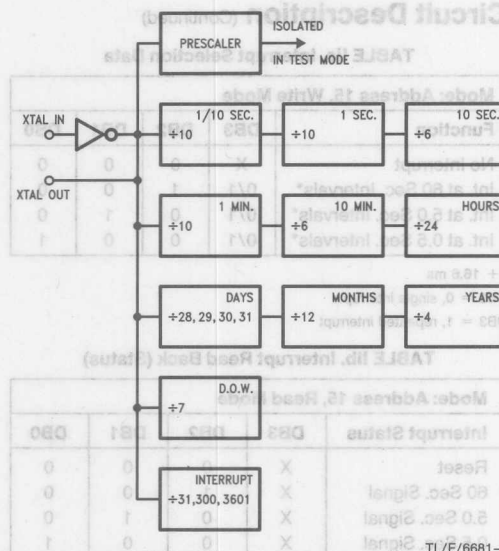 PRESCALER
ISOLATED
IN TEST MODE
XTAL IN
XTAL OUT
1/10 SEC.
÷10
1 SEC.
÷10
10 SEC.
÷6
1 MIN.
÷10
10 MIN.
÷6
HOURS
÷24
DAYS
÷28, 29, 30, 31
MONTHS
÷12
YEARS
÷4
D.O.W.
÷7
INTERRUPT
÷31,300, 3601
TL/F/6681-